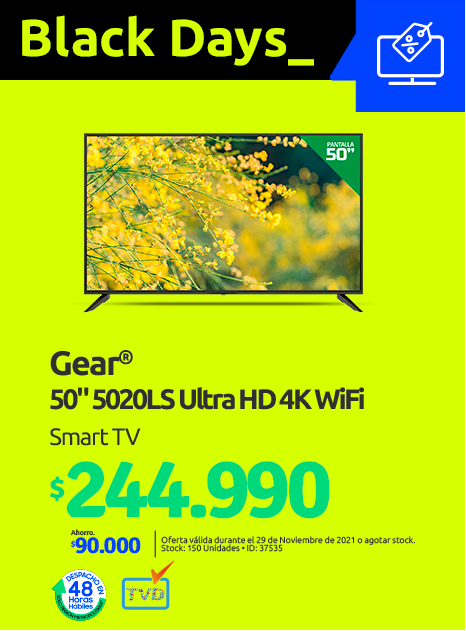 Black Days_
PANTALLA
50"
Gear®
50" 5020LS Ultra HD 4K WiFi
Smart TV
$244.990
Ahorro.
$90.000
Oferta válida durante el 29 de Noviembre de 2021 o agotar stock.
Stock: 150 Unidades • ID: 37535
DESPACHO EN
48
Horas
Hábiles
TVD